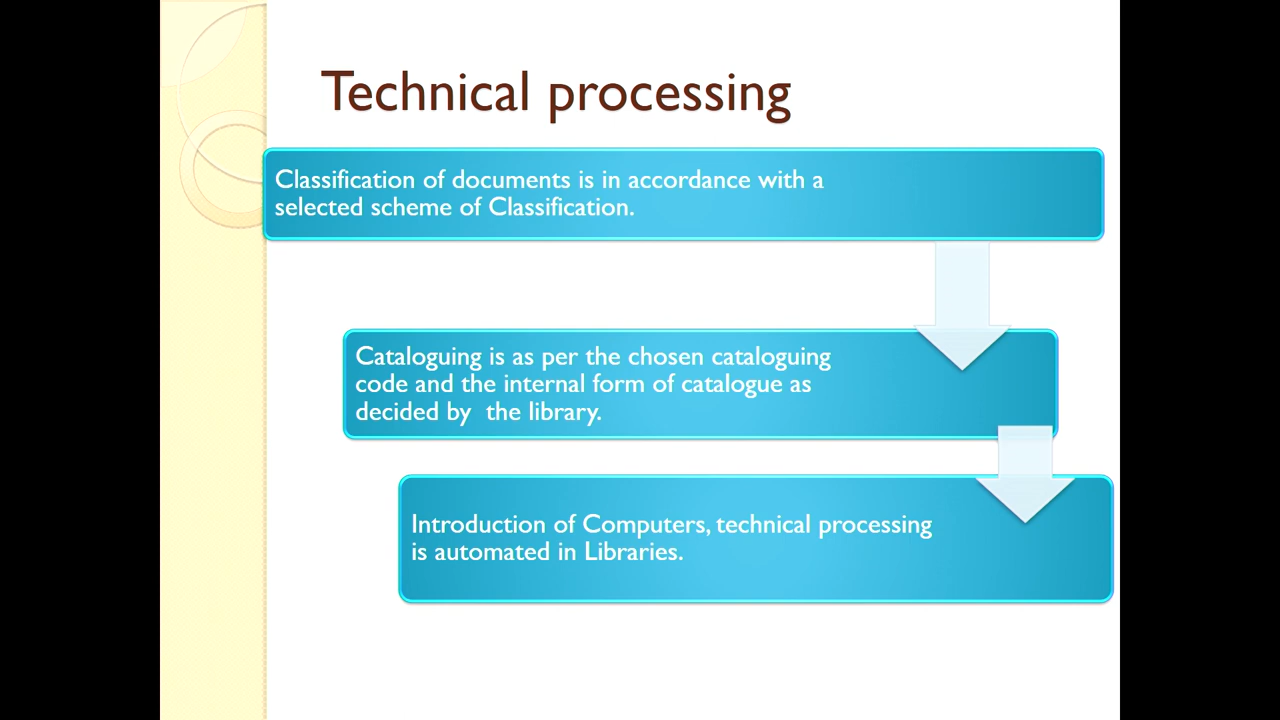 Technical processing
Classification of documents is in accordance with a
selected scheme of Classification.
Cataloguing is as per the chosen cataloguing
code and the internal form of catalogue as
decided by  the library.
Introduction of Computers, technical processing
is automated in Libraries.